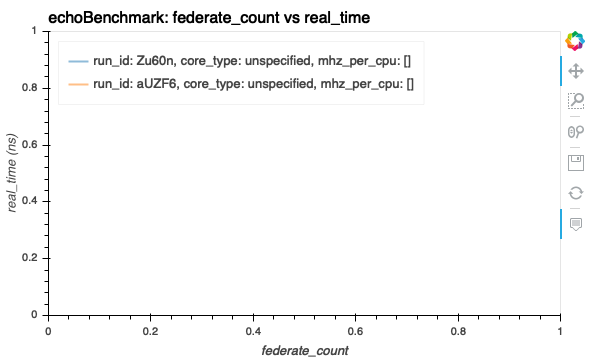 echoBenchmark: federate_count vs real_time
run_id: Zu60n, core_type: unspecified, mhz_per_cpu: []
run_id: aUZF6, core_type: unspecified, mhz_per_cpu: []
real_time (ns)
1
0.8
0.6
0.4
0.2
0
0 0.2 0.4 0.6 0.8 1
federate_count